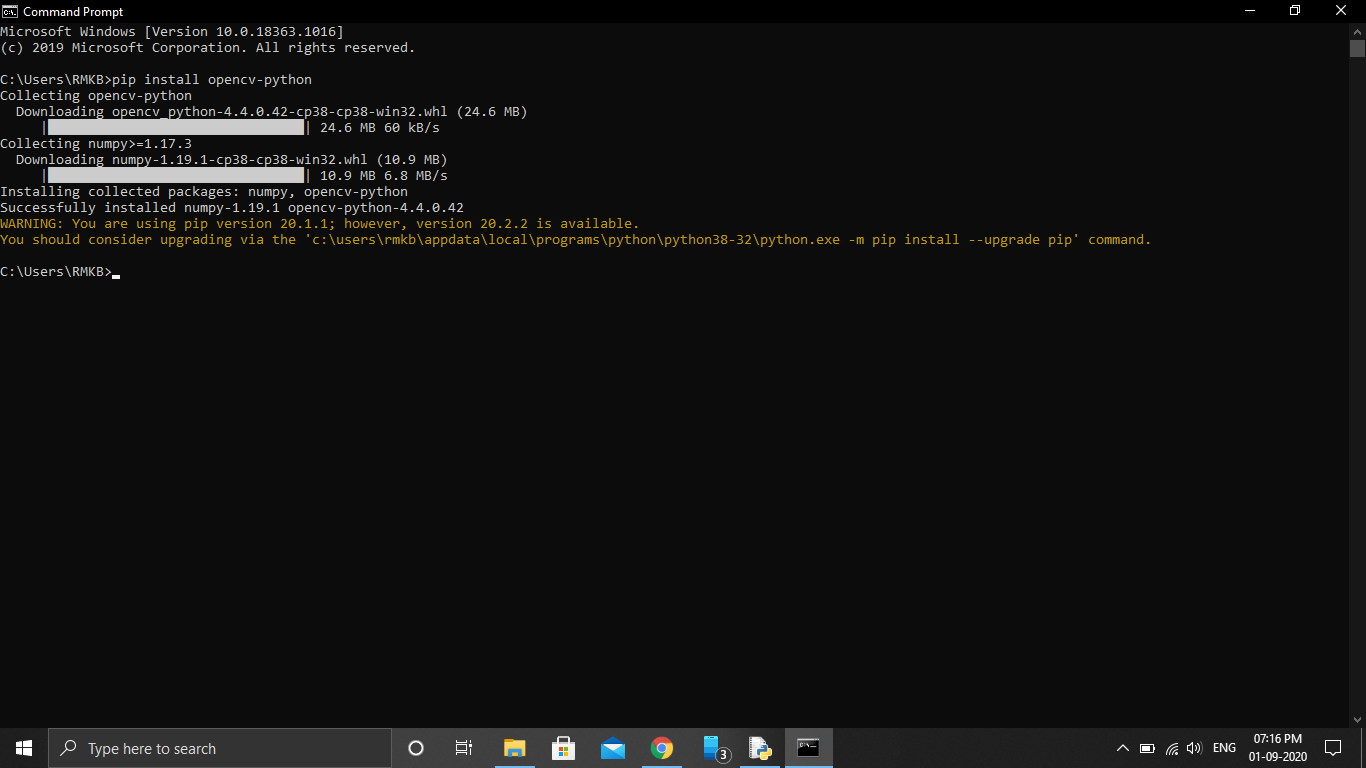 Command Prompt
Microsoft Windows [Version 10.0.18363.1016]
(c) 2019 Microsoft Corporation. All rights reserved.
C:\Users\RMKB>pip install opencv-python
Collecting opencv-python
Downloading opencv_python-4.4.0.42-cp38-cp38-win32.whl (24.6 MB)
| | 24.6 MB 60 kB/s
Collecting numpy>=1.17.3
Downloading numpy-1.19.1-cp38-cp38-win32.whl (10.9 MB)
| | 10.9 MB 6.8 MB/s
Installing collected packages: numpy, opencv-python
Successfully installed numpy-1.19.1 opencv-python-4.4.0.42
WARNING: You are using pip version 20.1.1; however, version 20.2.2 is available.
You should consider upgrading via the 'c:\users\rmkb\appdata\local\programs\python\python38-32\python.exe -m pip install --upgrade pip' command.
C:\Users\RMKB>
Type here to search
3
ENG
07:16 PM
01-09-2020